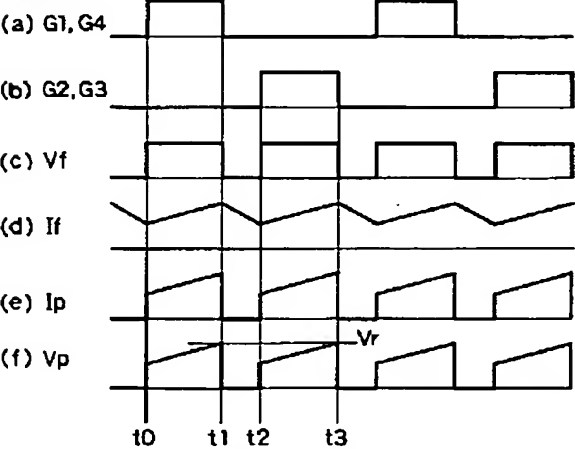 (a) G1,G4
(b) G2,G3
(c) Vf
(d) If
(e) Ip
Vr
(f) Vp
t0 t1 t2 t3